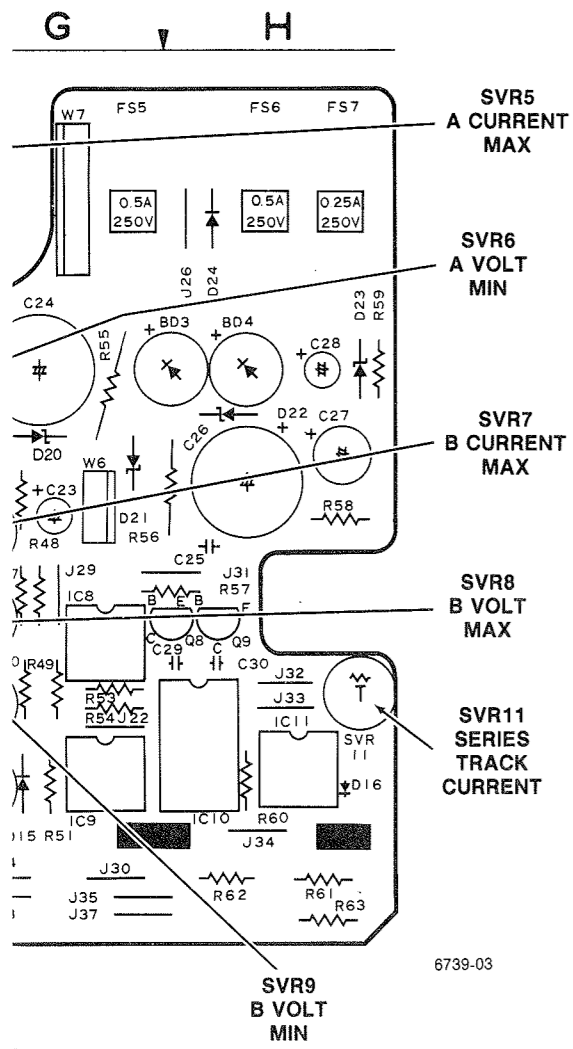 G H
W7 FS5 FS6 FS7
SVR5
A CURRENT
MAX
0.5A
250V
0.5A
250V
0.25A
250V
SVR6
A VOLT
MIN
J26
D24
C24
D23
R59
R55
BD3
BD4
C28
SVR7
B CURRENT
MAX
D22
C27
C26
D20
W6
C23
D21
R58
R48
R56
C25
J29
J31
R57
SVR8
B VOLT
MAX
IC8
B E B E
C
C29
Q8
C
Q9
C30
R49
J32
R53
J33
R54
J22
IC11
SVR
11
SVR11
SERIES
TRACK
CURRENT
D16
IC9
IC10
R60
R51
J34
J30
R62
R61
J35
R63
J37
6739-03
SVR9
B VOLT
MIN